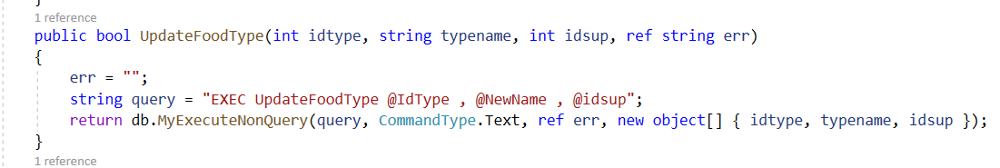 }
1 reference
public bool UpdateFoodType(int idtype, string typename, int idsup, ref string err)
{
err = "";
string query = "EXEC UpdateFoodType @IdType , @NewName , @idsup";
return db.MyExecuteNonQuery(query, CommandType.Text, ref err, new object[] { idtype, typename, idsup });
}
1 reference